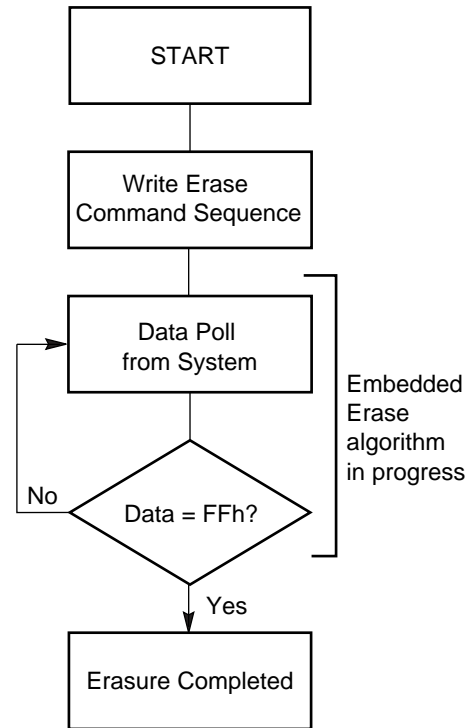 START
Write Erase
Command Sequence
Data Poll
from System
Embedded
Erase
algorithm
in progress
No
Data = FFh?
Yes
Erasure Completed